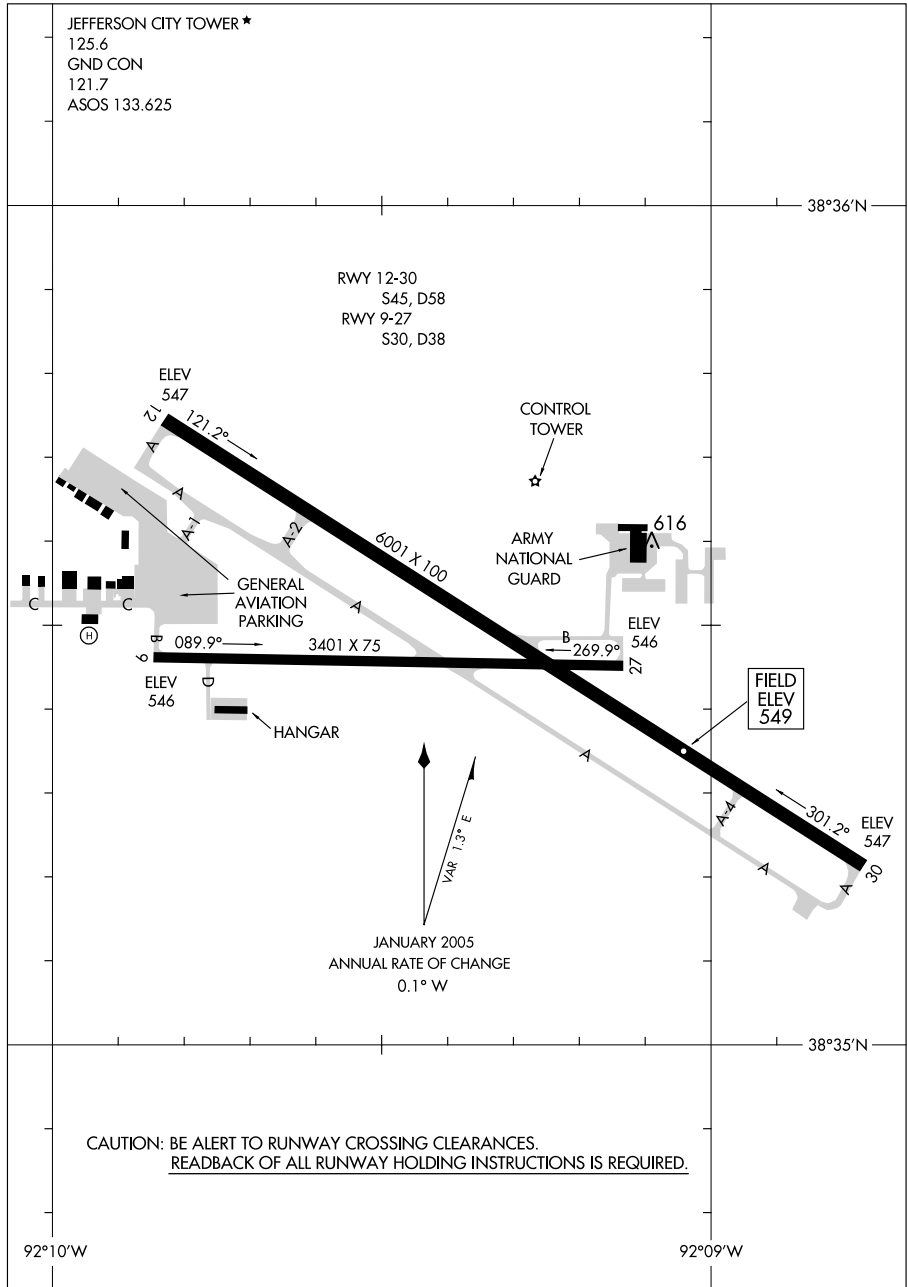 JEFFERSON CITY TOWER ★
125.6
GND CON
121.7
ASOS 133.625
38°36'N
RWY 12-30
S45, D58
RWY 9-27
S30, D38
ELEV
547
12
121.2°
CONTROL
TOWER
A
A
A-1
A-2
6001 X 100
ARMY
NATIONAL
GUARD
616
GENERAL
AVIATION
PARKING
A
C
C
H
B
089.9°
3401 X 75
B
269.9°
ELEV
546
9
27
ELEV
546
D
HANGAR
FIELD
ELEV
549
A
A-4
301.2°
ELEV
547
30
A
A
VAR 1.3° E
JANUARY 2005
ANNUAL RATE OF CHANGE
0.1° W
38°35'N
CAUTION: BE ALERT TO RUNWAY CROSSING CLEARANCES.
READBACK OF ALL RUNWAY HOLDING INSTRUCTIONS IS REQUIRED.
92°10'W
92°09'W